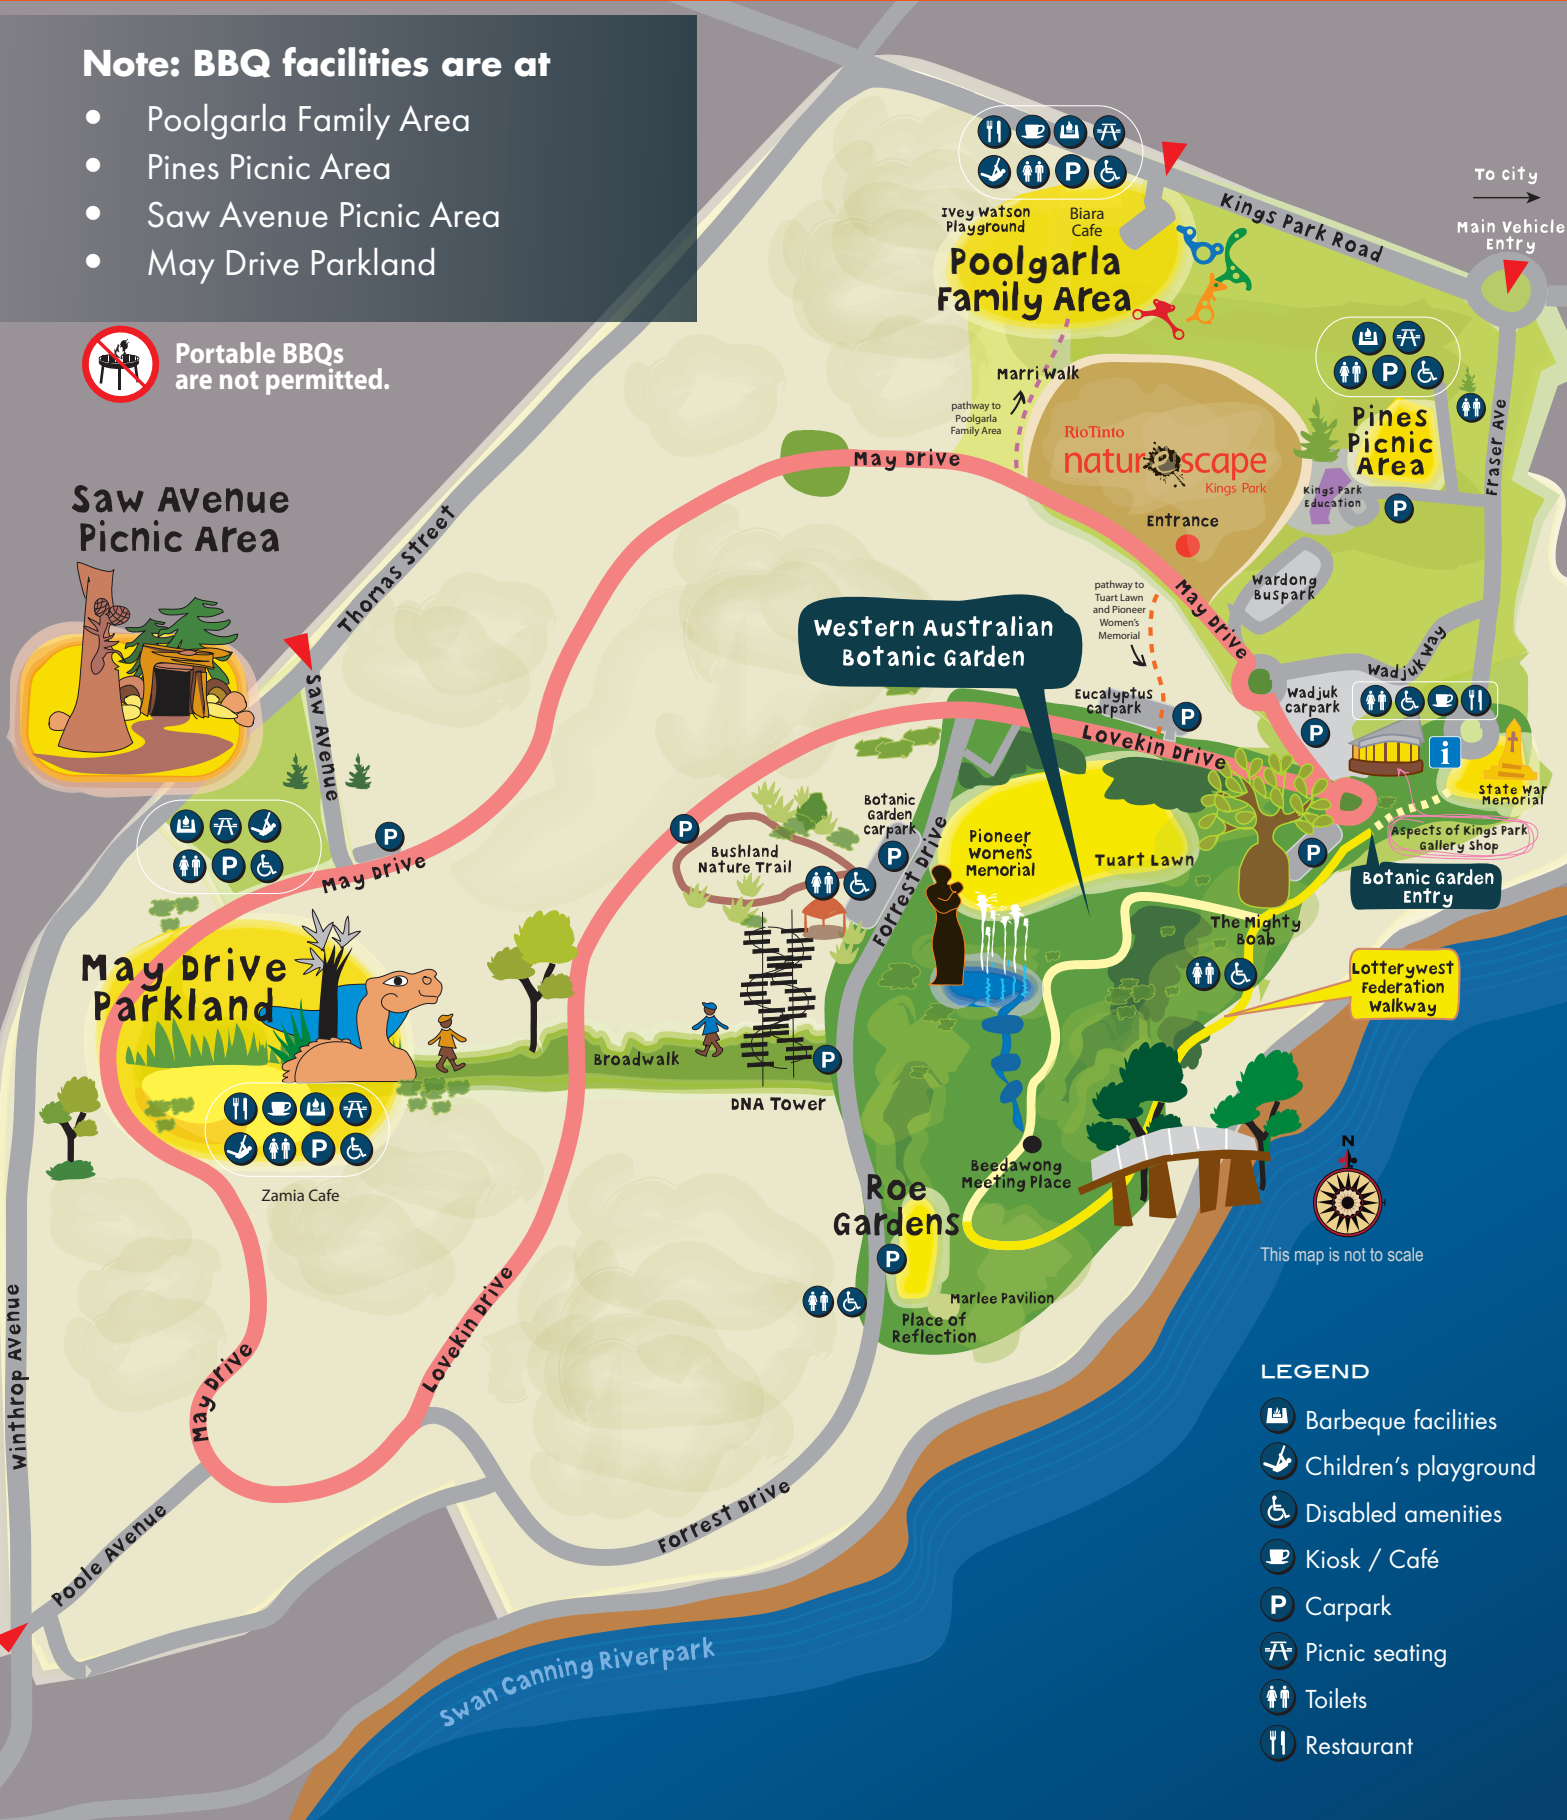 Note: BBQ facilities are at
• Poolgarla Family Area
• Pines Picnic Area
• Saw Avenue Picnic Area
• May Drive Parkland
Portable BBQs
are not permitted.
To city
Main Vehicle
Entry
Kings Park Road
P
Ivey Watson
Playground
Biara
Cafe
Poolgarla
Family Area
Marri Walk
pathway to
Poolgarla
Family Area
RioTinto
naturescape
Kings Park
Entrance
P
Pines
Picnic
Area
Fraser Ave
Kings Park
Education
P
May Drive
Wardong
Buspark
May Drive
pathway to
Tuart Lawn
and Pioneer
Women's
Memorial
Wadjuk Way
Wadjuk
carpark
P
i
State War
Memorial
Aspects of Kings Park
Gallery Shop
Botanic Garden
Entry
Saw Avenue
Picnic Area
Thomas Street
Saw Avenue
P
P
May Drive
Western Australian
Botanic Garden
Eucalyptus
carpark
P
Lovekin Drive
P
Botanic
Garden
carpark
P
Bushland
Nature Trail
Forrest Drive
Pioneer
Women's
Memorial
Tuart Lawn
P
The Mighty
Boab
Lotterywest
Federation
Walkway
May Drive
Parkland
P
Zamia Cafe
Broadwalk
P
DNA Tower
Beedawong
Meeting Place
Roe
Gardens
P
Marlee Pavilion
Place of
Reflection
N
This map is not to scale
Winthrop Avenue
May Drive
Lovekin Drive
Poole Avenue
Forrest Drive
Swan Canning Riverpark
LEGEND
Barbeque facilities
Children's playground
Disabled amenities
Kiosk / Café
P Carpark
Picnic seating
Toilets
Restaurant